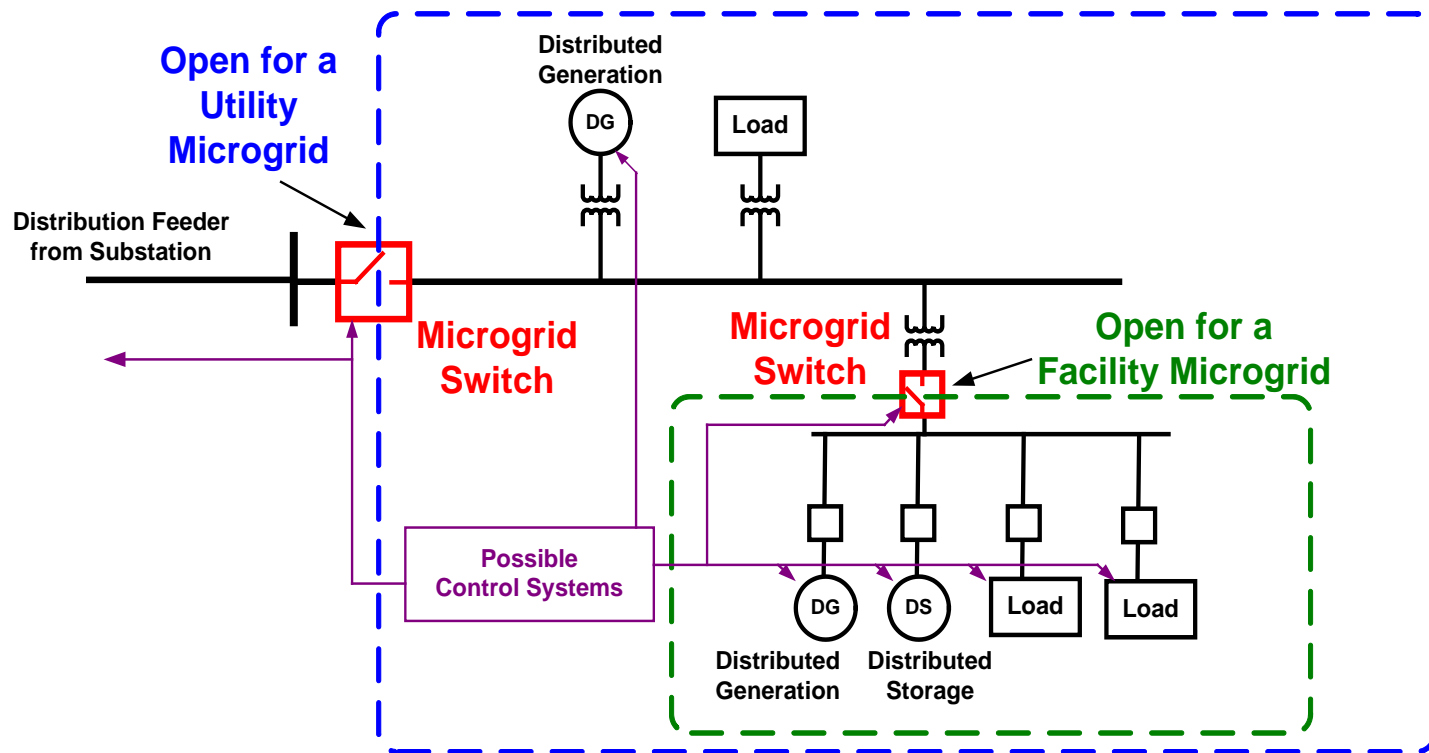 Distributed
Generation
Open for a
Utility
Microgrid
DG
Load
Distribution Feeder
from Substation
Microgrid
Switch
Microgrid
Switch
Open for a
Facility Microgrid
Possible
Control Systems
DG
DS
Load
Load
Distributed
Generation
Distributed
Storage